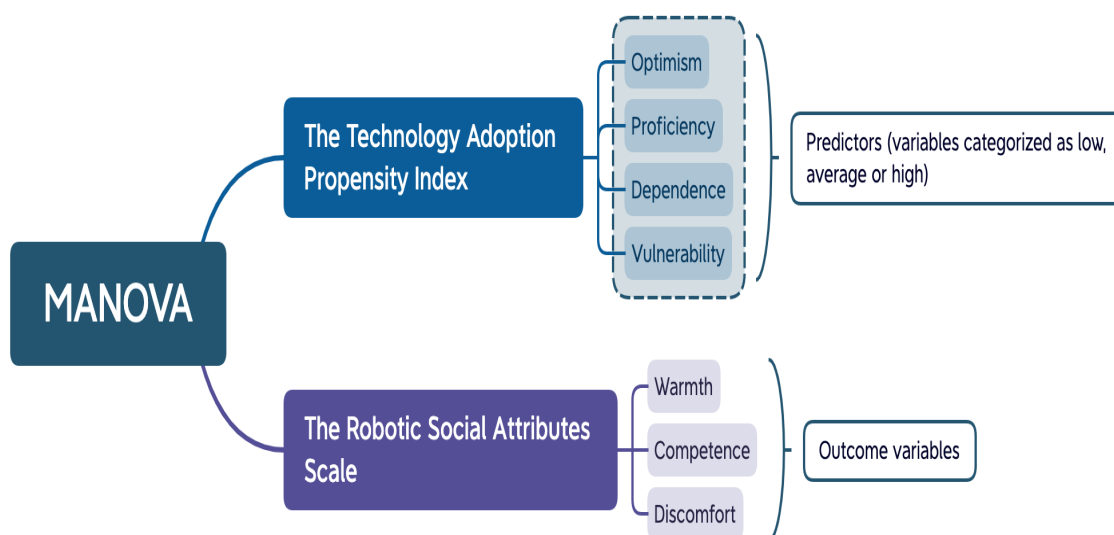 MANOVA
The Technology Adoption
Propensity Index
Optimism
Proficiency
Dependence
Vulnerability
Predictors (variables categorized as low,
average or high)
The Robotic Social Attributes
Scale
Warmth
Competence
Discomfort
Outcome variables